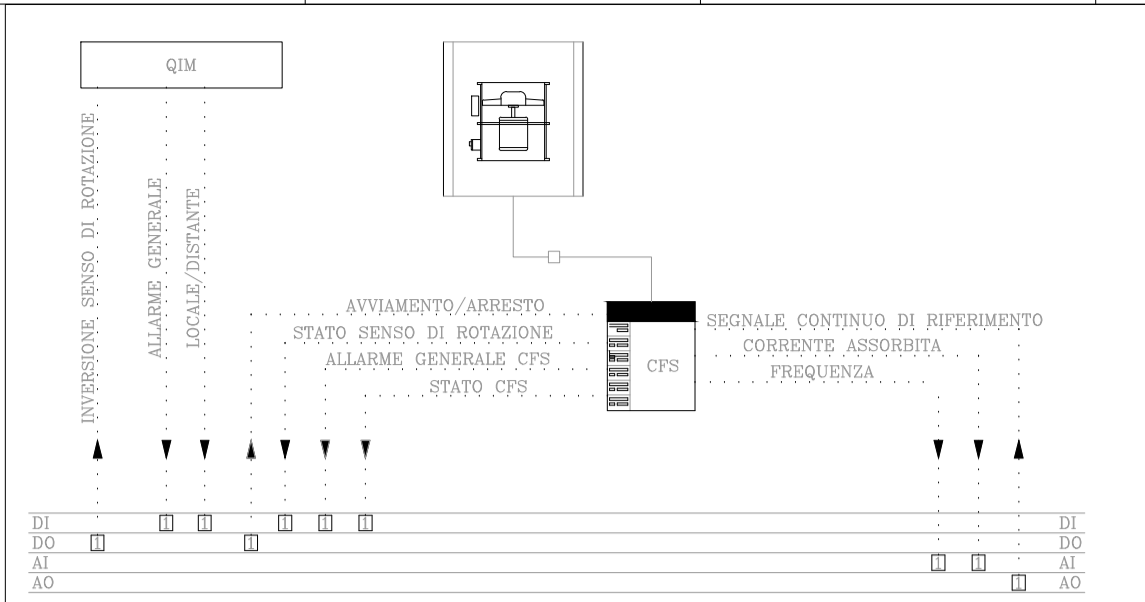 QIM
INVERSIONE SENSO DI ROTAZIONE
ALLARME GENERALE
LOCALE/DISTANTE
AVVIAMENTO/ARRESTO
STATO SENSO DI ROTAZIONE
ALLARME GENERALE CFS
STATO CFS
CFS
SEGNALE CONTINUO DI RIFERIMENTO
CORRENTE ASSORBITA
FREQUENZA
DI 1 1 1 1 1 DI
DO 1 1 DO
AI 1 1 AI
AO 1 AO